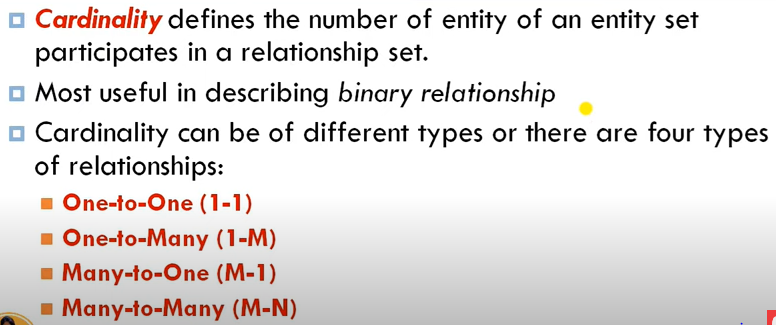 Cardinality defines the number of entity of an entity set
participates in a relationship set.
Most useful in describing binary relationship
Cardinality can be of different types or there are four types
of relationships:
One-to-One (1-1)
One-to-Many (1-M)
Many-to-One (M-1)
Many-to-Many (M-N)